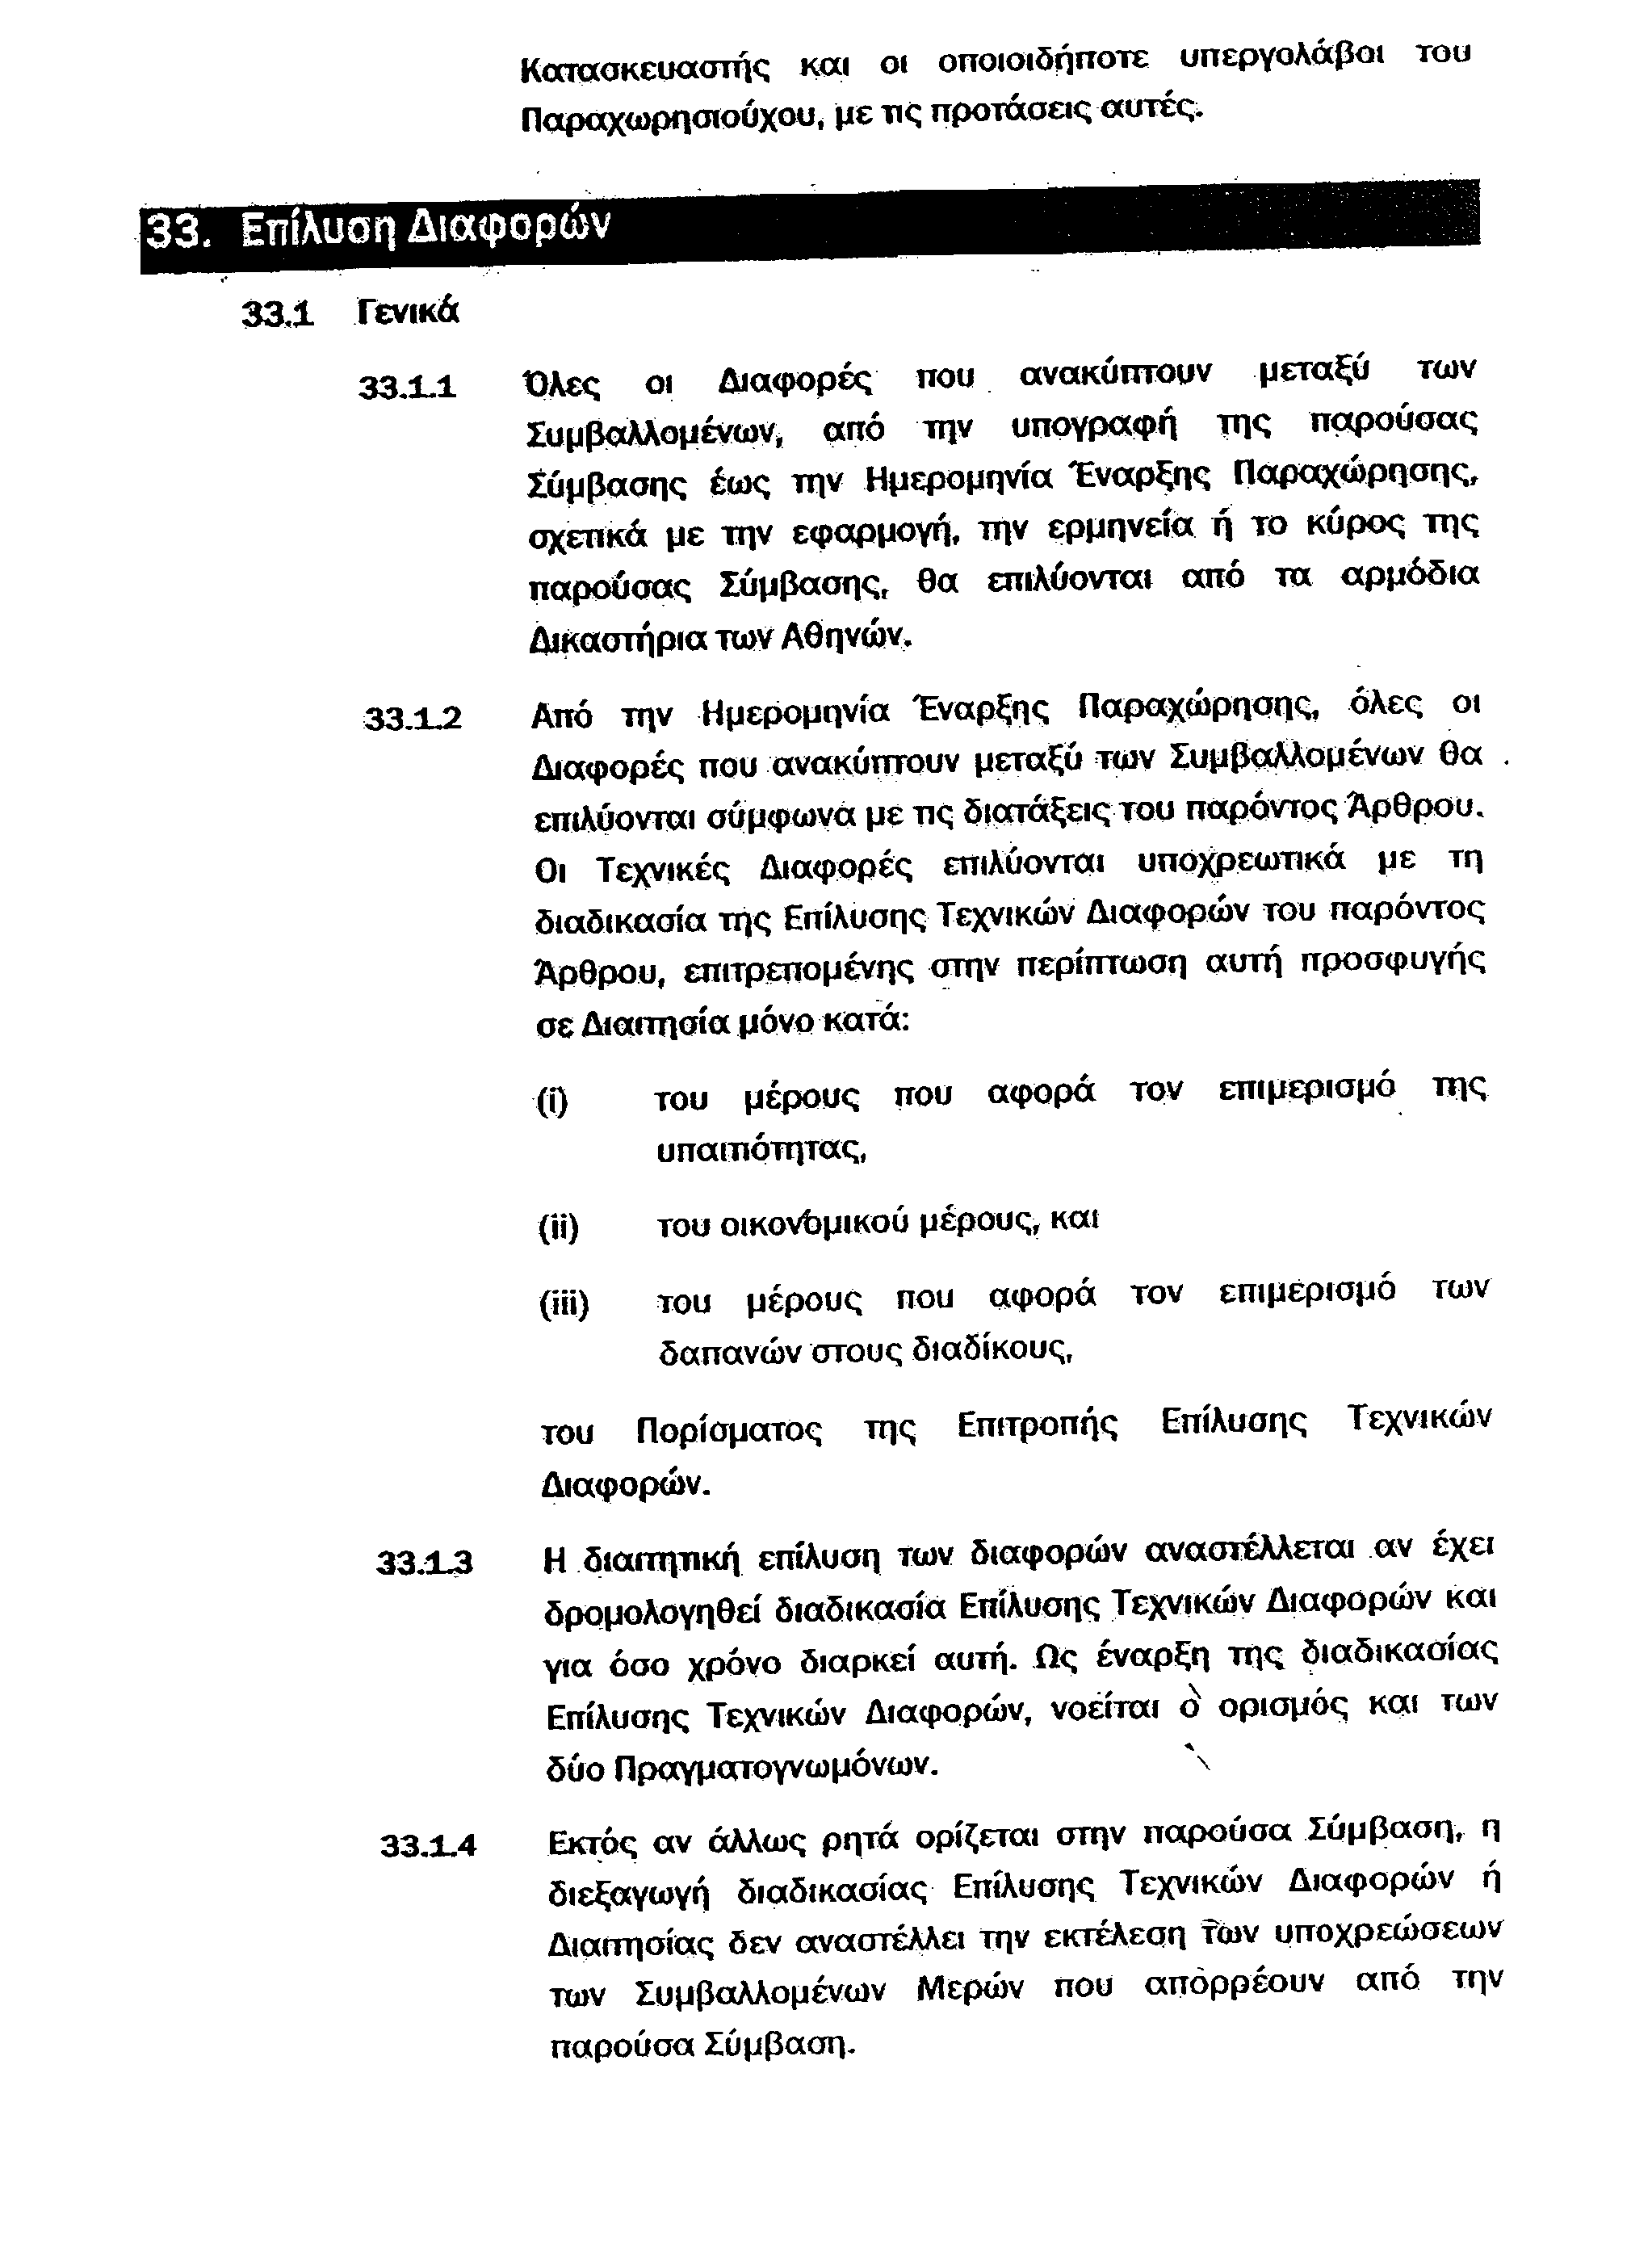 Κατασκευαστής και οι οποιοιδήποτε υπεργολάβοι του
Παραχωρησιούχου, με τις προτάσεις αυτές.
33. Επίλυση Διαφορών
33.1 Γενικά
33.1.1 Όλες οι Διαφορές που ανακύπτουν μεταξύ των
Συμβαλλομένων, από την υπογραφή της παρούσας
Σύμβασης έως την Ημερομηνία Έναρξης Παραχώρησης,
σχετικά με την εφαρμογή, την ερμηνεία ή το κύρος της
παρούσας Σύμβασης, θα επιλύονται από τα αρμόδια
Δικαστήρια των Αθηνών.
33.1.2 Από την Ημερομηνία Έναρξης Παραχώρησης, όλες οι
Διαφορές που ανακύπτουν μεταξύ των Συμβαλλομένων θα
επιλύονται σύμφωνα με τις διατάξεις του παρόντος Άρθρου.
Οι Τεχνικές Διαφορές επιλύονται υποχρεωτικά με τη
διαδικασία της Επίλυσης Τεχνικών Διαφορών του παρόντος
Άρθρου, επιτρεπομένης στην περίπτωση αυτή προσφυγής
σε Διαιτησία μόνο κατά:
(i) του μέρους που αφορά τον επιμερισμό της
υπαιτιότητας,
(ii) του οικονομικού μέρους, και
(iii) του μέρους που αφορά τον επιμερισμό των
δαπανών στους διαδίκους,
του Πορίσματος της Επιτροπής Επίλυσης Τεχνικών
Διαφορών.
33.1.3 Η διαιτητική επίλυση των διαφορών αναστέλλεται αν έχει
δρομολογηθεί διαδικασία Επίλυσης Τεχνικών Διαφορών και
για όσο χρόνο διαρκεί αυτή. Ως έναρξη της διαδικασίας
Επίλυσης Τεχνικών Διαφορών, νοείται ο ορισμός και των
δύο Πραγματογνωμόνων.
33.1.4 Εκτός αν άλλως ρητά ορίζεται στην παρούσα Σύμβαση, η
διεξαγωγή διαδικασίας Επίλυσης Τεχνικών Διαφορών ή
Διαιτησίας δεν αναστέλλει την εκτέλεση των υποχρεώσεων
των Συμβαλλομένων Μερών που απορρέουν από την
παρούσα Σύμβαση.